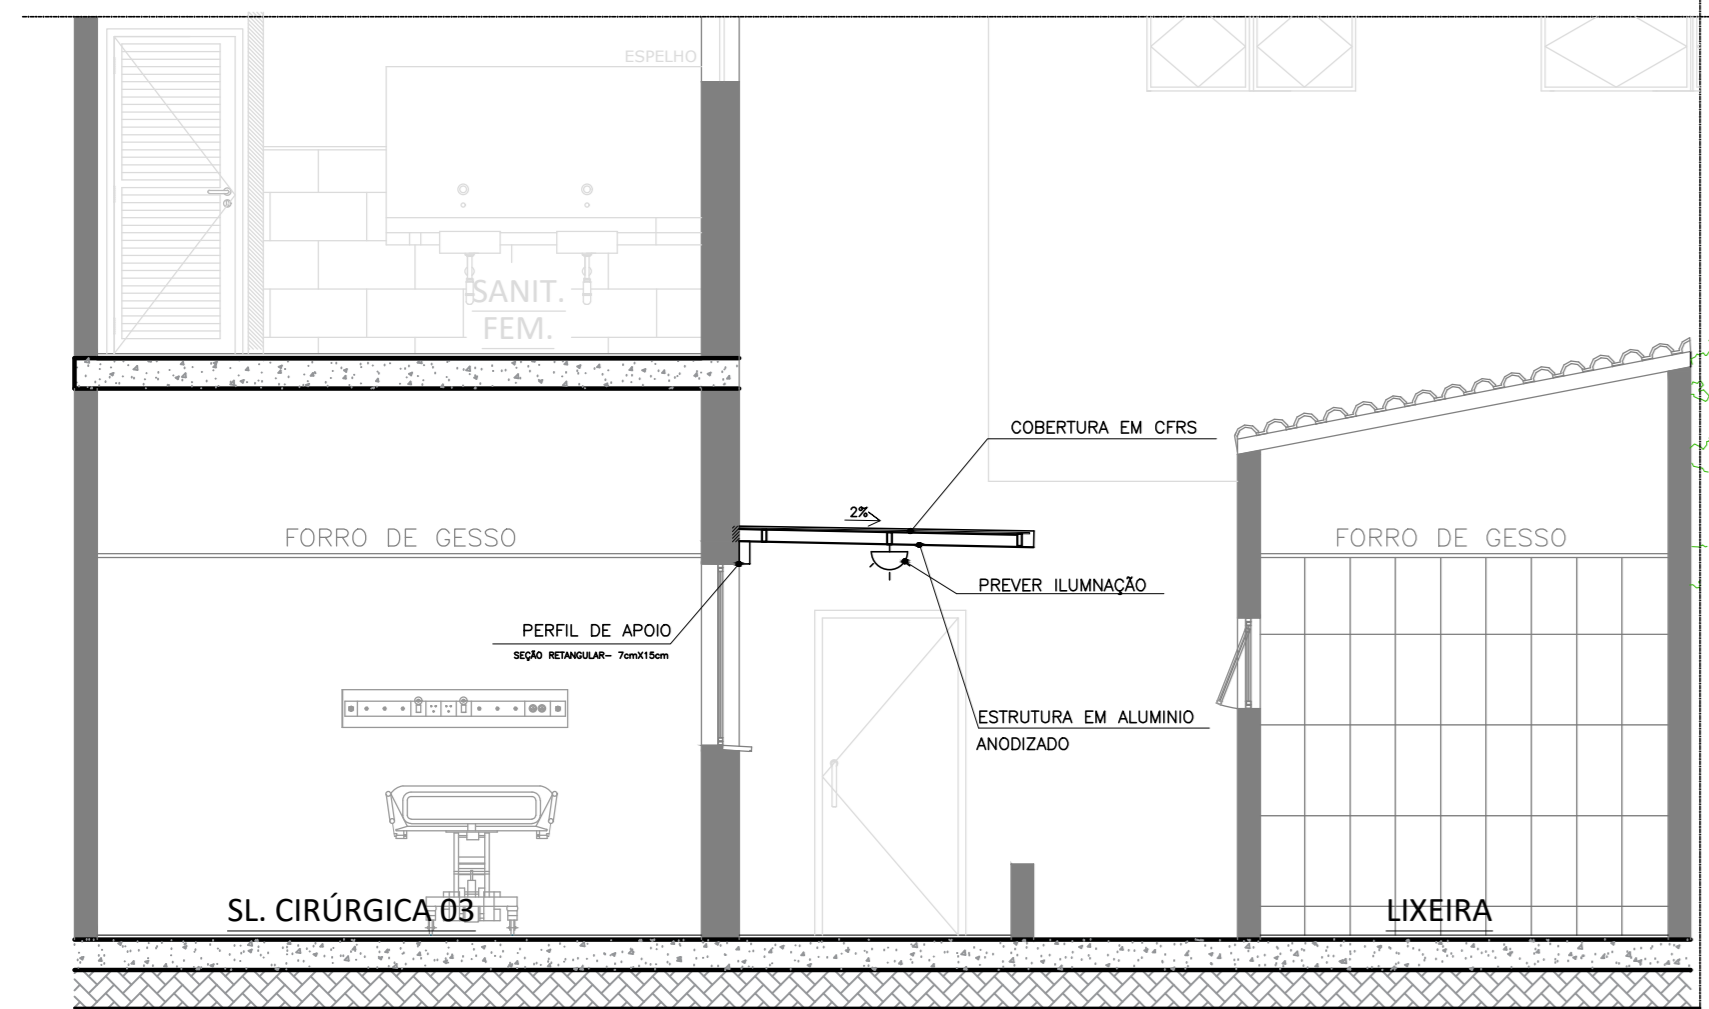 ESPELHO
SANIT.
FEM.
COBERTURA EM CFRS
2%
FORRO DE GESSO
FORRO DE GESSO
PREVER ILUMNAÇÃO
PERFIL DE APOIO
SEÇÃO RETANGULAR- 7cmX15cm
ESTRUTURA EM ALUMINIO
ANODIZADO
SL. CIRÚRGICA 03
LIXEIRA